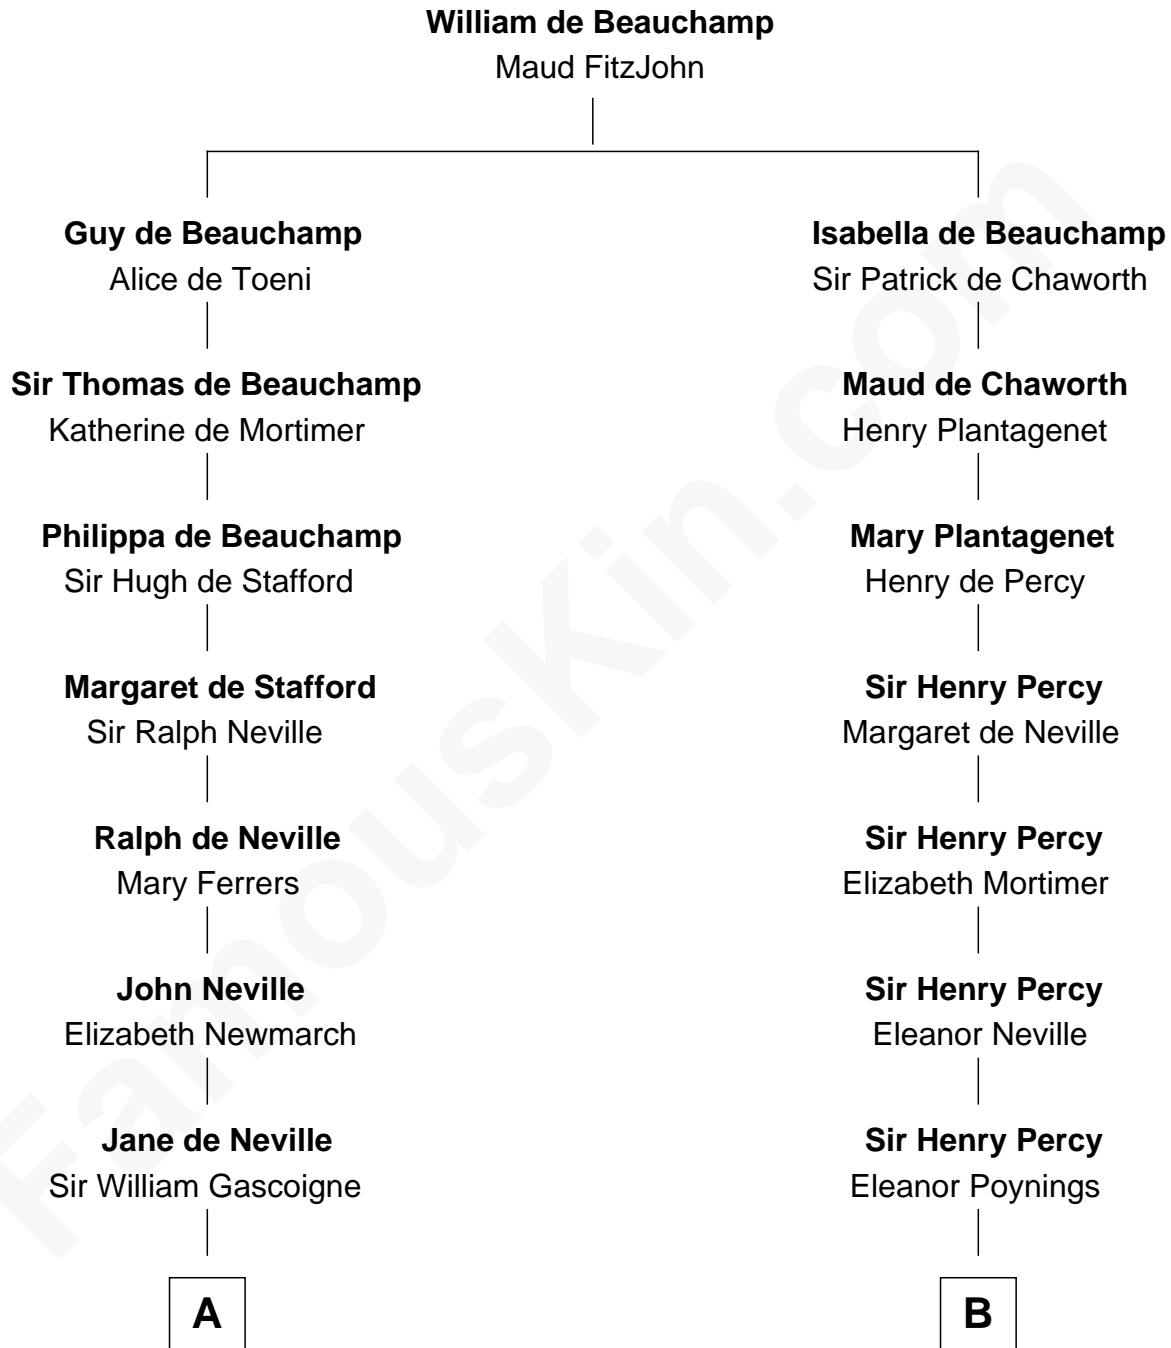 William de Beauchamp
Maud FitzJohn
Guy de Beauchamp
Alice de Toeni
Isabella de Beauchamp
Sir Patrick de Chaworth
Sir Thomas de Beauchamp
Katherine de Mortimer
Maud de Chaworth
Henry Plantagenet
Philippa de Beauchamp
Sir Hugh de Stafford
Mary Plantagenet
Henry de Percy
Margaret de Stafford
Sir Ralph Neville
Sir Henry Percy
Margaret de Neville
Ralph de Neville
Mary Ferrers
Sir Henry Percy
Elizabeth Mortimer
John Neville
Elizabeth Newmarch
Sir Henry Percy
Eleanor Neville
Jane de Neville
Sir William Gascoigne
Sir Henry Percy
Eleanor Poynings
A
B
FamousKin.com